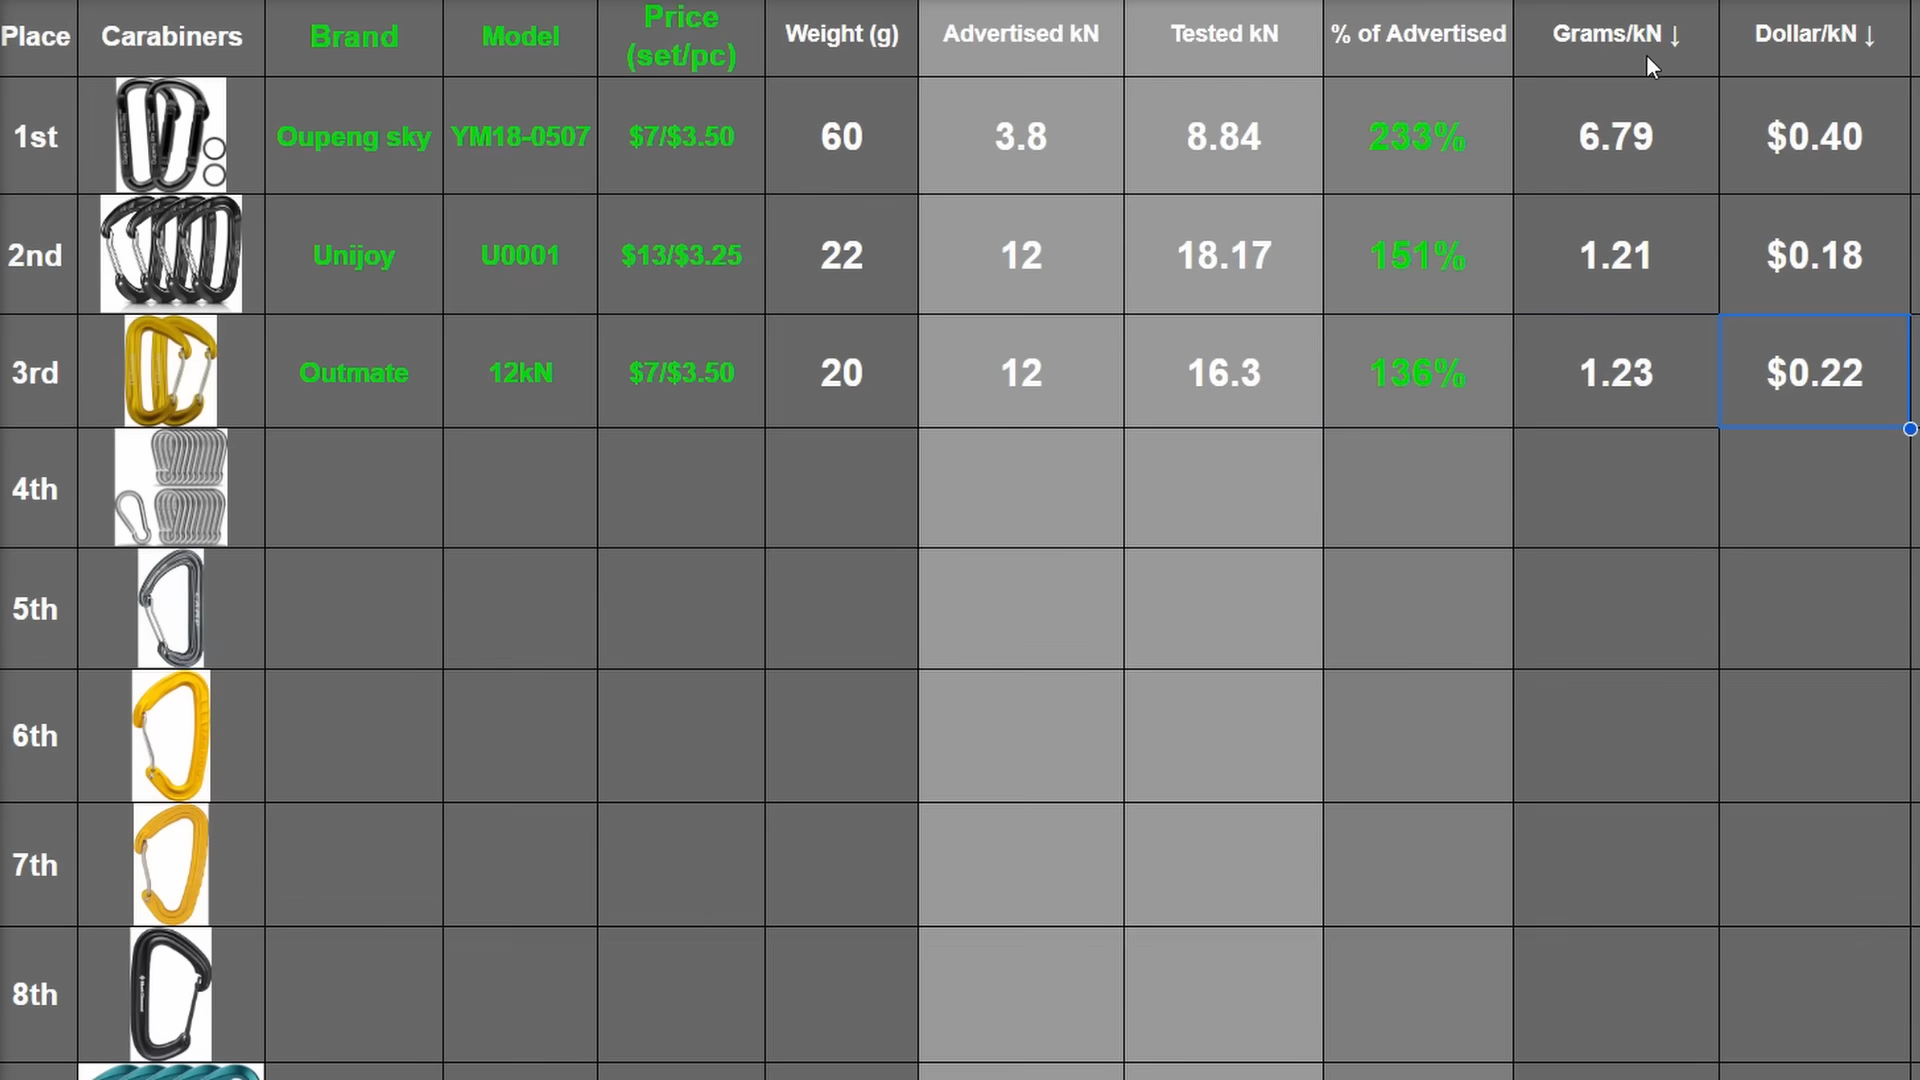 Place Carabiners Brand Model Price (set/pc) Weight (g) Advertised kN Tested kN % of Advertised Grams/kN ↓ Dollar/kN ↓
1st Oupeng sky YM18-0507 $7/$3.50 60 3.8 8.84 233% 6.79 $0.40
2nd Unijoy U0001 $13/$3.25 22 12 18.17 151% 1.21 $0.18
3rd Outmate 12kN $7/$3.50 20 12 16.3 136% 1.23 $0.22
4th
5th
6th
7th
8th